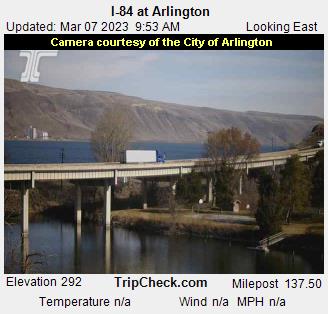 I-84 at Arlington
Updated: Mar 07 2023 9:53 AM Looking East
Camera courtesy of the City of Arlington
Elevation 292 TripCheck.com Milepost 137.50
Temperature n/a Wind n/a MPH n/a